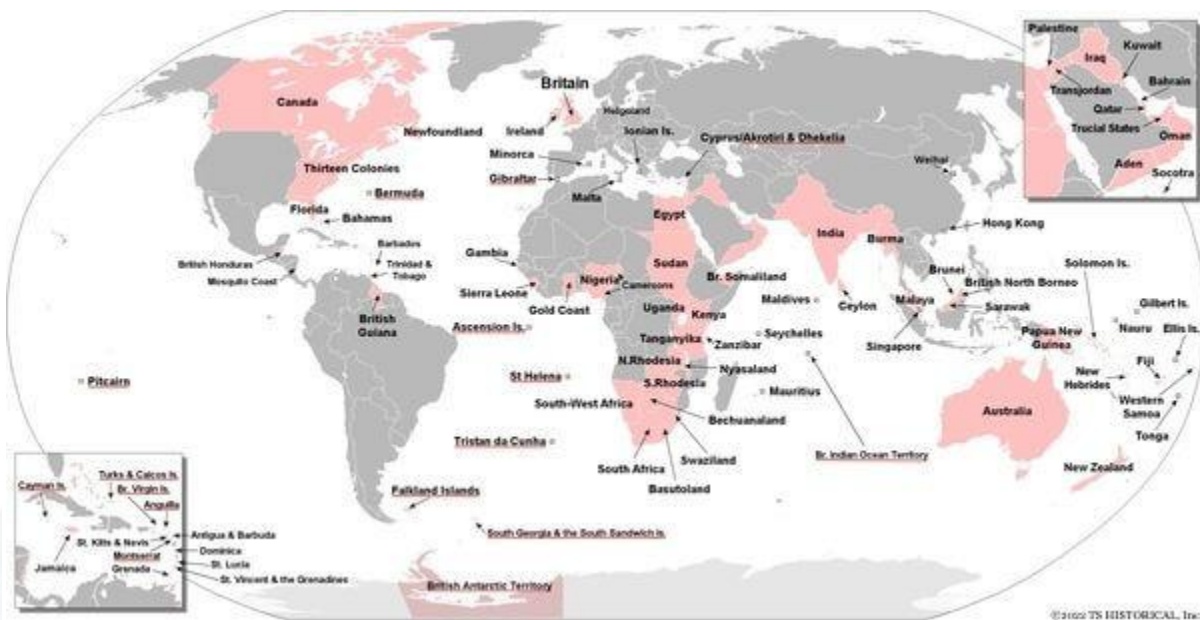 Palestine
Iraq
Kuwait
Transjordan
Bahrain
Qatar
Trucial States
Oman
Aden
Socotra
Britain
Canada
Helgoland
Newfoundland
Ireland
Ionian Is.
Cyprus/Akrotiri & Dhekelia
Minorca
Weihai
Thirteen Colonies
Gibraltar
Bermuda
Malta
Florida
Bahamas
Egypt
Hong Kong
India
Burma
Barbados
Gambia
British Honduras
Trinidad &
Tobago
Sudan
Solomon Is.
Mosquito Coast
Nigeria
Cameroons
Br. Somaliland
Brunei
British North Borneo
Sierra Leone
Maldives
Malaya
Ceylon
Sarawak
Gilbert Is.
Gold Coast
Uganda
Kenya
British
Guiana
Ascension Is.
Seychelles
Nauru
Ellis Is.
Papua New
Guinea
Tanganyika
Zanzibar
Singapore
N.Rhodesia
Nyasaland
Fiji
Pitcairn
St Helena
S.Rhodesia
New
Hebrides
Mauritius
South-West Africa
Western
Samoa
Australia
Bechuanaland
Tonga
Tristan da Cunha
Br. Indian Ocean Territory
Swaziland
South Africa
New Zealand
Basutoland
Falkland Islands
South Georgia & the South Sandwich Is.
British Antarctic Territory
Cayman Is.
Turks & Caicos Is.
Br. Virgin Is.
Anguilla
Antigua & Barbuda
St. Kitts & Nevis
Dominica
Montserrat
St. Lucia
Jamaica
Grenada
St. Vincent & the Grenadines
©2022 TS HISTORICAL, Inc